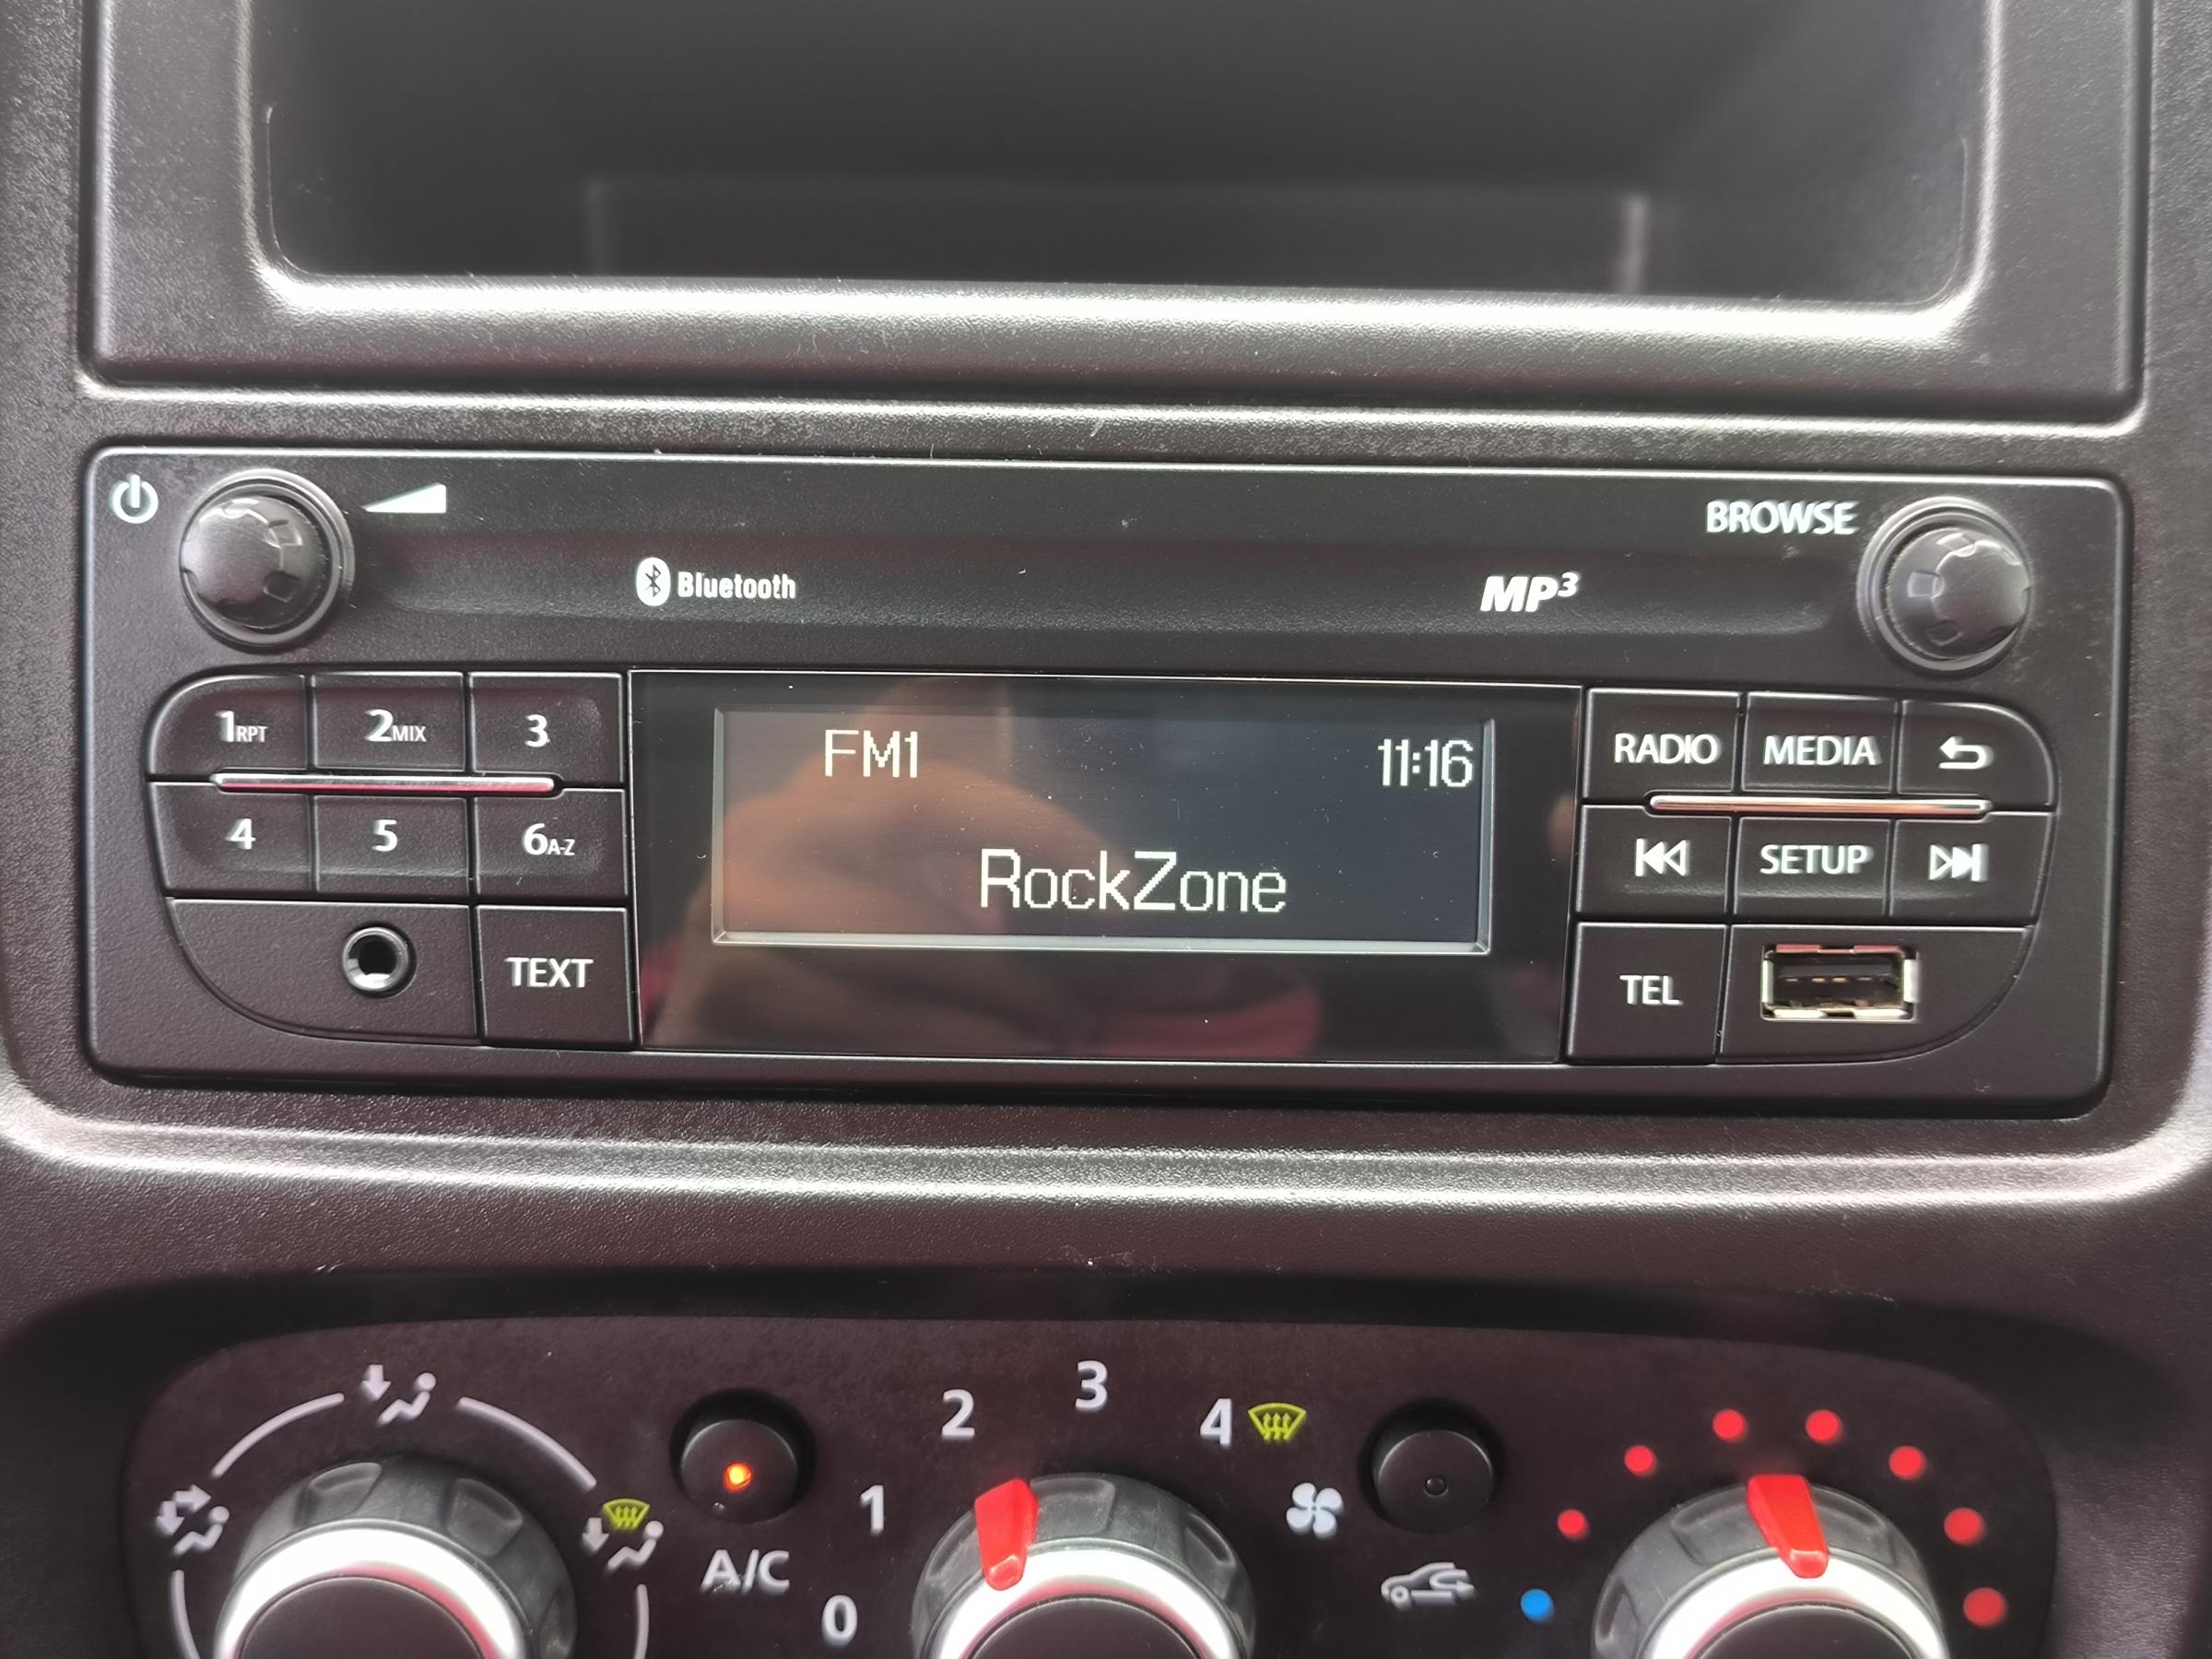 BROWSE
Bluetooth
MP3
1RPT 2MIX 3
FM1 11:16
RADIO MEDIA
4 5 6A-Z
RockZone
SETUP
TEXT
TEL
3
2 4
1
A/C
0